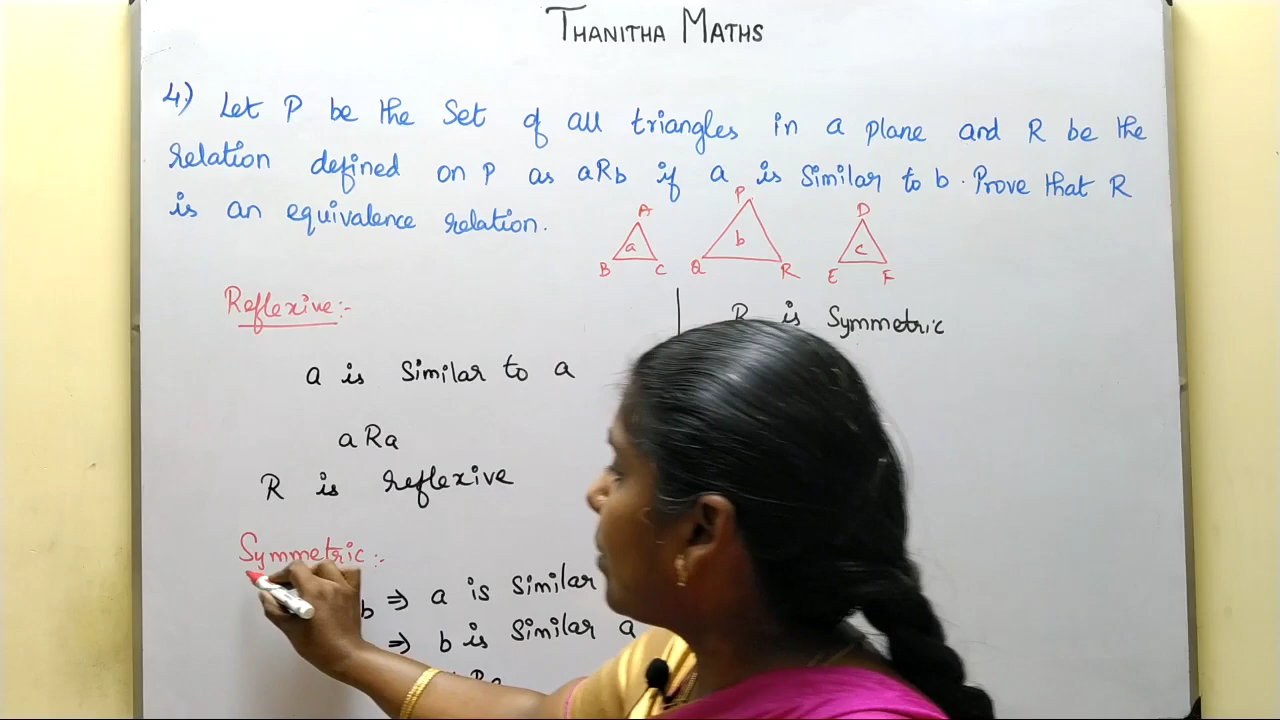 THANITHA MATHS
4) Let P be the Set of all triangles in a plane and R be the
relation defined on P as aRb if a is Similar to b. Prove that R
is an equivalence relation.
A
B
C
a
P
Q
R
b
D
E
F
c
Reflexive:-
a is Similar to a
aRa
R is reflexive
Symmetric:-
b ⇒ a is Similar
⇒ b is Similar a
Ra
R is Symmetric